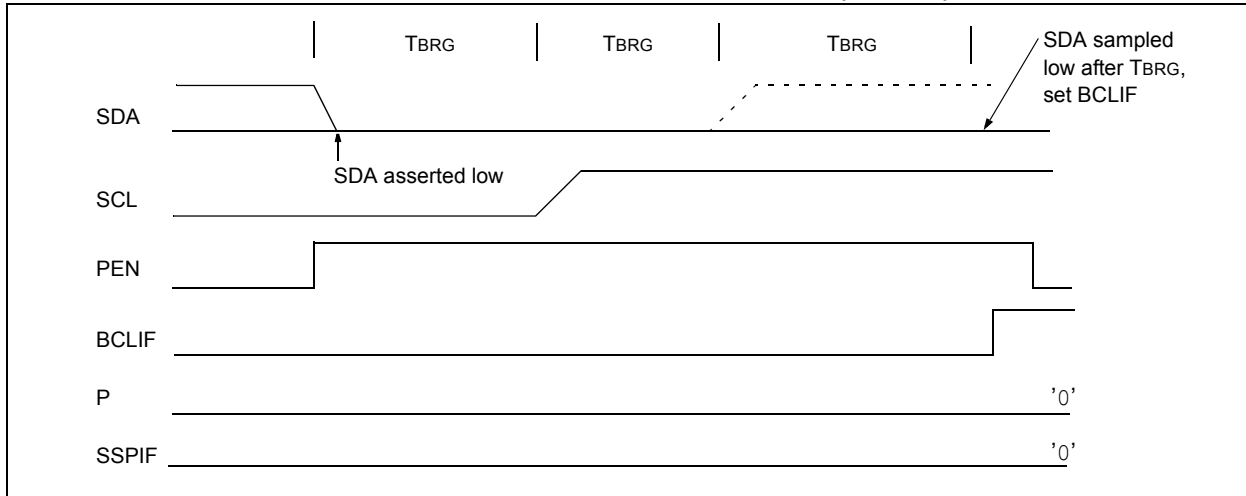 TBRG TBRG TBRG
SDA sampled
low after TBRG,
set BCLIF
SDA
SDA asserted low
SCL
PEN
BCLIF
P '0'
SSPIF '0'